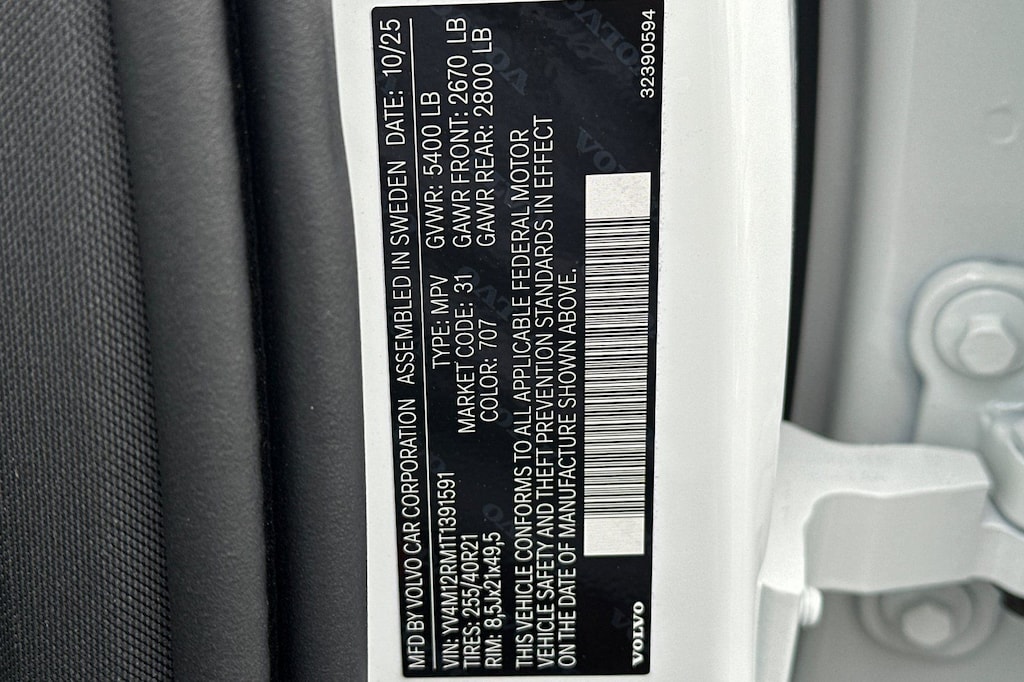 MFD BY VOLVO CAR CORPORATION ASSEMBLED IN SWEDEN DATE: 10/25
VIN: YV4M12RM1T1391591 TYPE: MPV GVWR: 5400 LB
TIRES: 255/40R21 MARKET CODE: 31 GAWR FRONT: 2670 LB
RIM: 8,5Jx21x49,5 COLOR: 707 GAWR REAR: 2800 LB
THIS VEHICLE CONFORMS TO ALL APPLICABLE FEDERAL MOTOR
VEHICLE SAFETY AND THEFT PREVENTION STANDARDS IN EFFECT
ON THE DATE OF MANUFACTURE SHOWN ABOVE.
VOLVO 32390594